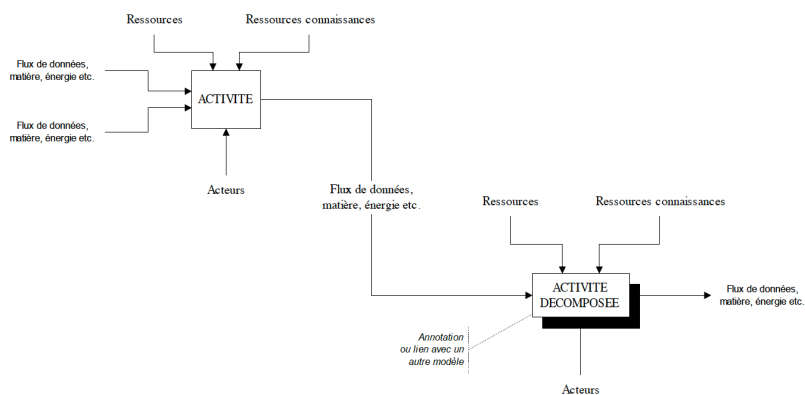 Ressources
Ressources connaissances
Flux de données,
matière, énergie etc.
ACTIVITE
Flux de données,
matière, énergie etc.
Acteurs
Flux de données,
matière, énergie etc.
Ressources
Ressources connaissances
ACTIVITE
DECOMPOSEE
Flux de données,
matière, énergie etc.
Annotation
ou lien avec un
autre modèle
Acteurs